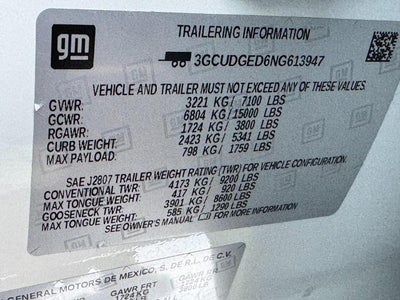 gm
TRAILERING INFORMATION
3GCUDGED6NG613947
VEHICLE AND TRAILER MUST NOT EXCEED ANY OF THESE VALUES
GVWR: 3221 KG / 7100 LBS
GCWR: 6804 KG / 15000 LBS
RGAWR: 1724 KG / 3800 LBS
CURB WEIGHT: 2423 KG / 5341 LBS
MAX PAYLOAD: 798 KG / 1759 LBS
SAE J2807 TRAILER WEIGHT RATING (TWR) FOR VEHICLE CONFIGURATION.
CONVENTIONAL TWR: 4173 KG / 9200 LBS
MAX TONGUE WEIGHT: 417 KG / 920 LBS
GOOSENECK TWR: 3901 KG / 8600 LBS
MAX TONGUE WEIGHT: 585 KG / 1290 LBS
SEE OWNER'S MANUAL FOR MORE INFORMATION
GENERAL MOTORS DE MEXICO, S. DE R.L. DE C.V.
GAWR FRT
1724 KG